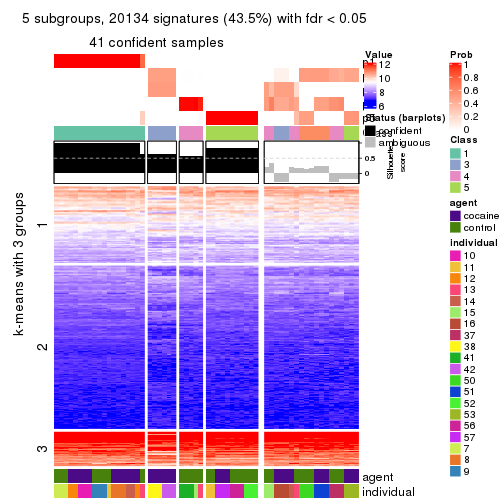 5 subgroups, 20134 signatures (43.5%) with fdr < 0.05
41 confident samples
k-means with 3 groups
1
2
3
Value
12
10
8
6
Status (barplots)
confident
ambiguous
0.5
0
Silhouette
score
agent
individual
Prob
1
0.8
0.6
0.4
0.2
0
Class
1
3
4
5
agent
cocaine
control
individual
10
11
12
13
14
15
16
37
38
41
42
50
51
52
53
56
57
7
8
9